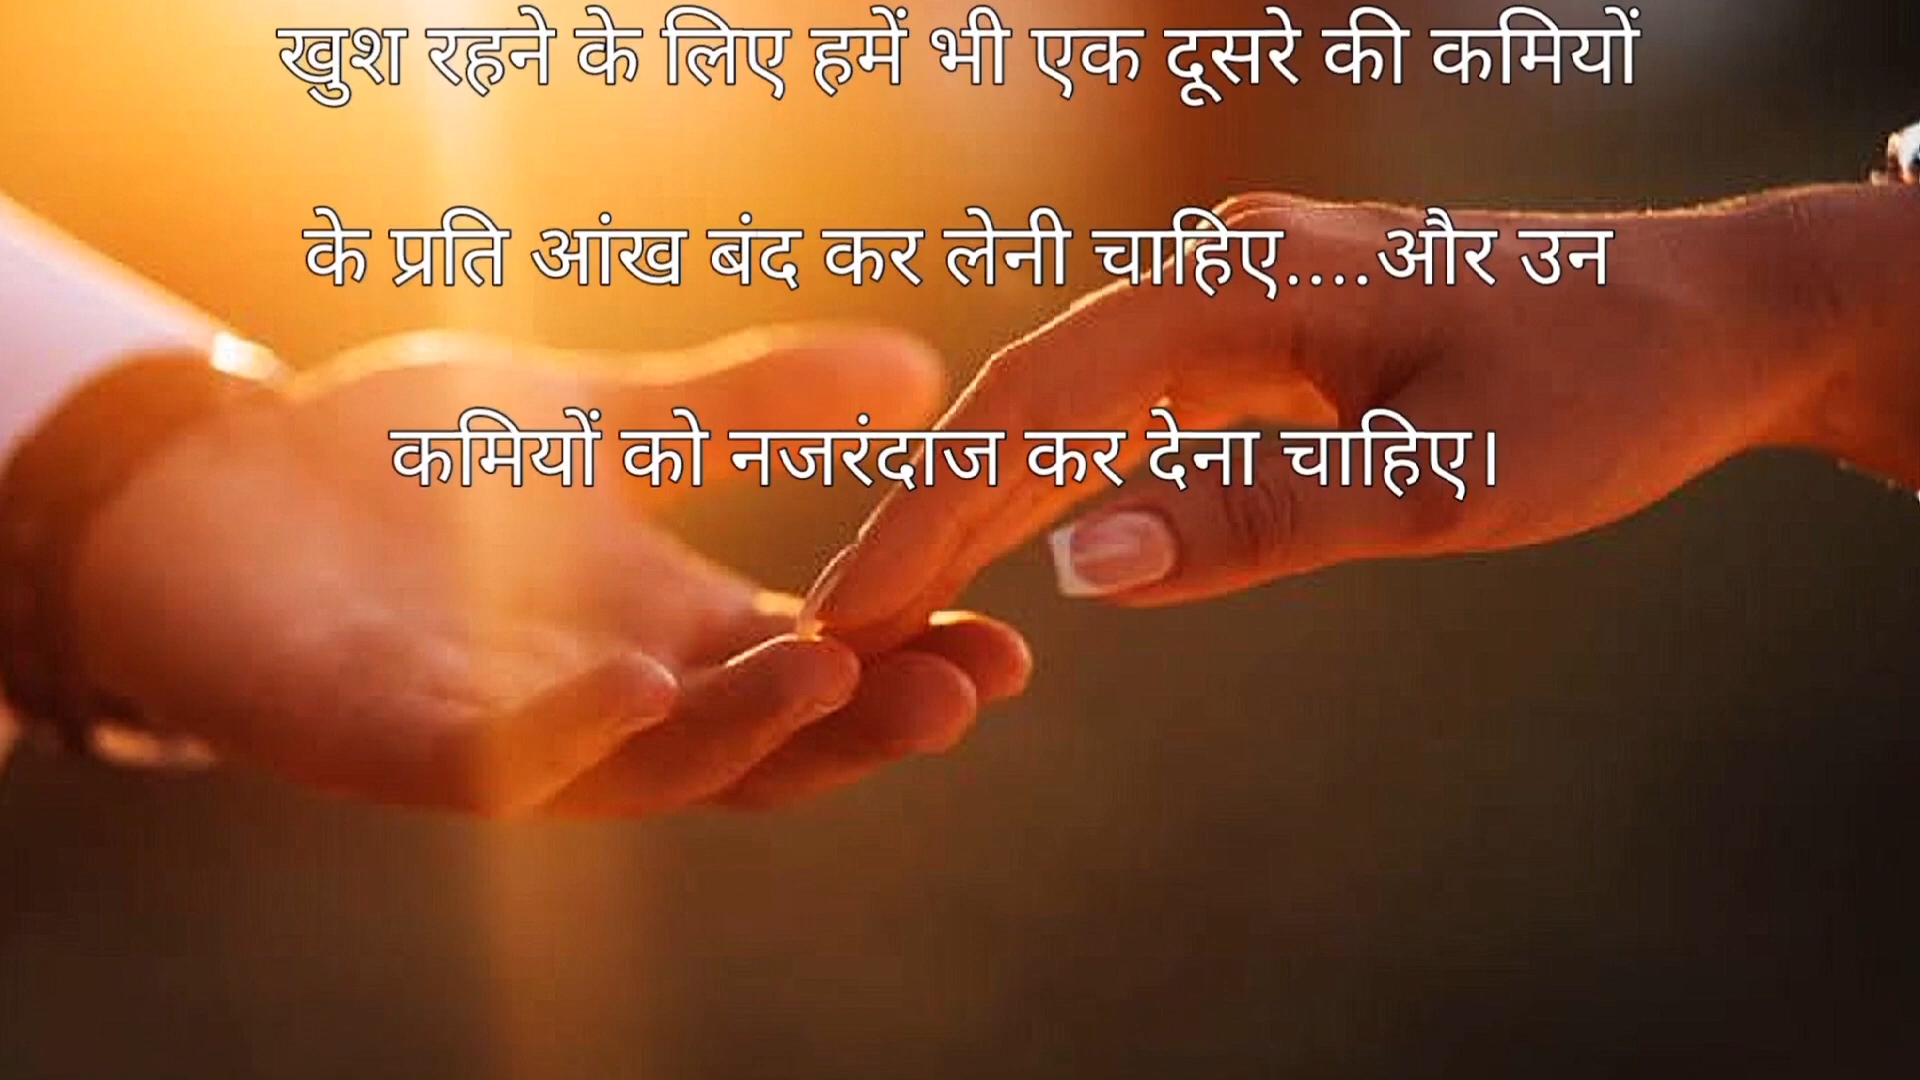 खुश रहने के लिए हमें भी एक दूसरे की कमियों
के प्रति आंख बंद कर लेनी चाहिए....और उन
कमियों को नजरंदाज कर देना चाहिए।